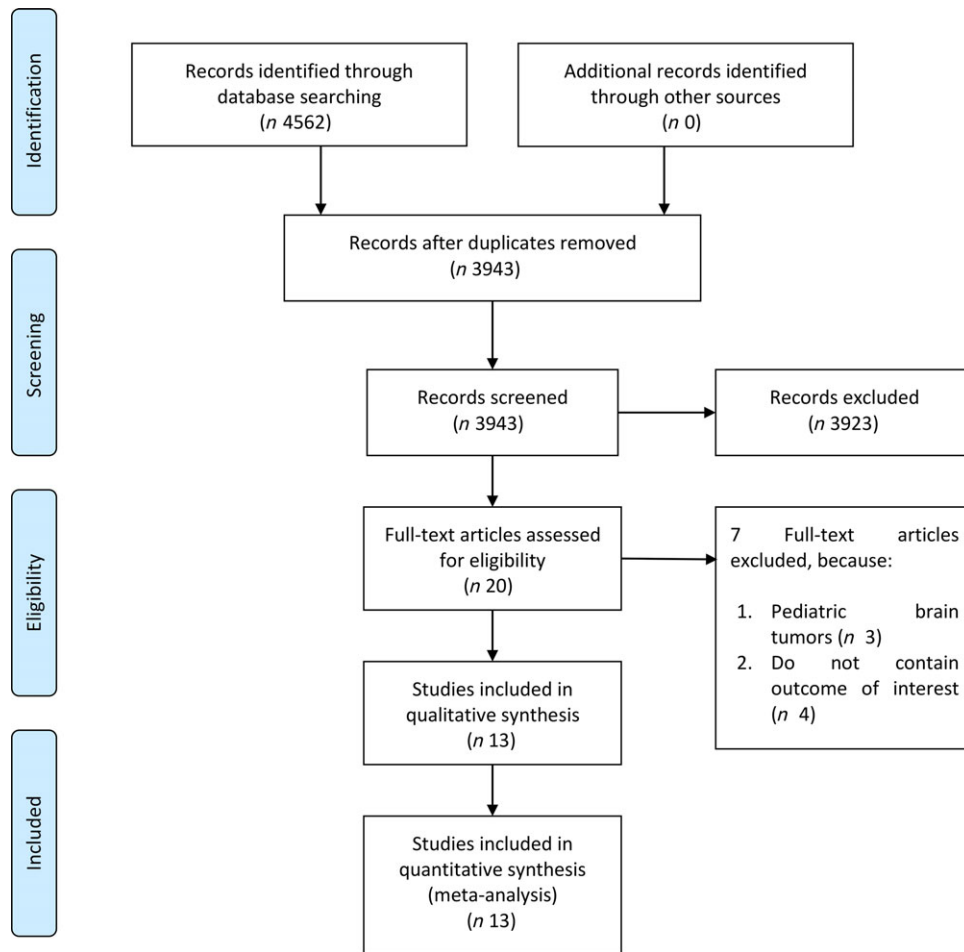 Identification
Records identified through
database searching
(n 4562)
Additional records identified
through other sources
(n 0)
Records after duplicates removed
(n 3943)
Screening
Records screened
(n 3943)
Records excluded
(n 3923)
Eligibility
Full-text articles assessed
for eligibility
(n 20)
7 Full-text articles
excluded, because:
1. Pediatric brain
tumors (n 3)
2. Do not contain
outcome of interest
(n 4)
Studies included in
qualitative synthesis
(n 13)
Included
Studies included in
quantitative synthesis
(meta-analysis)
(n 13)